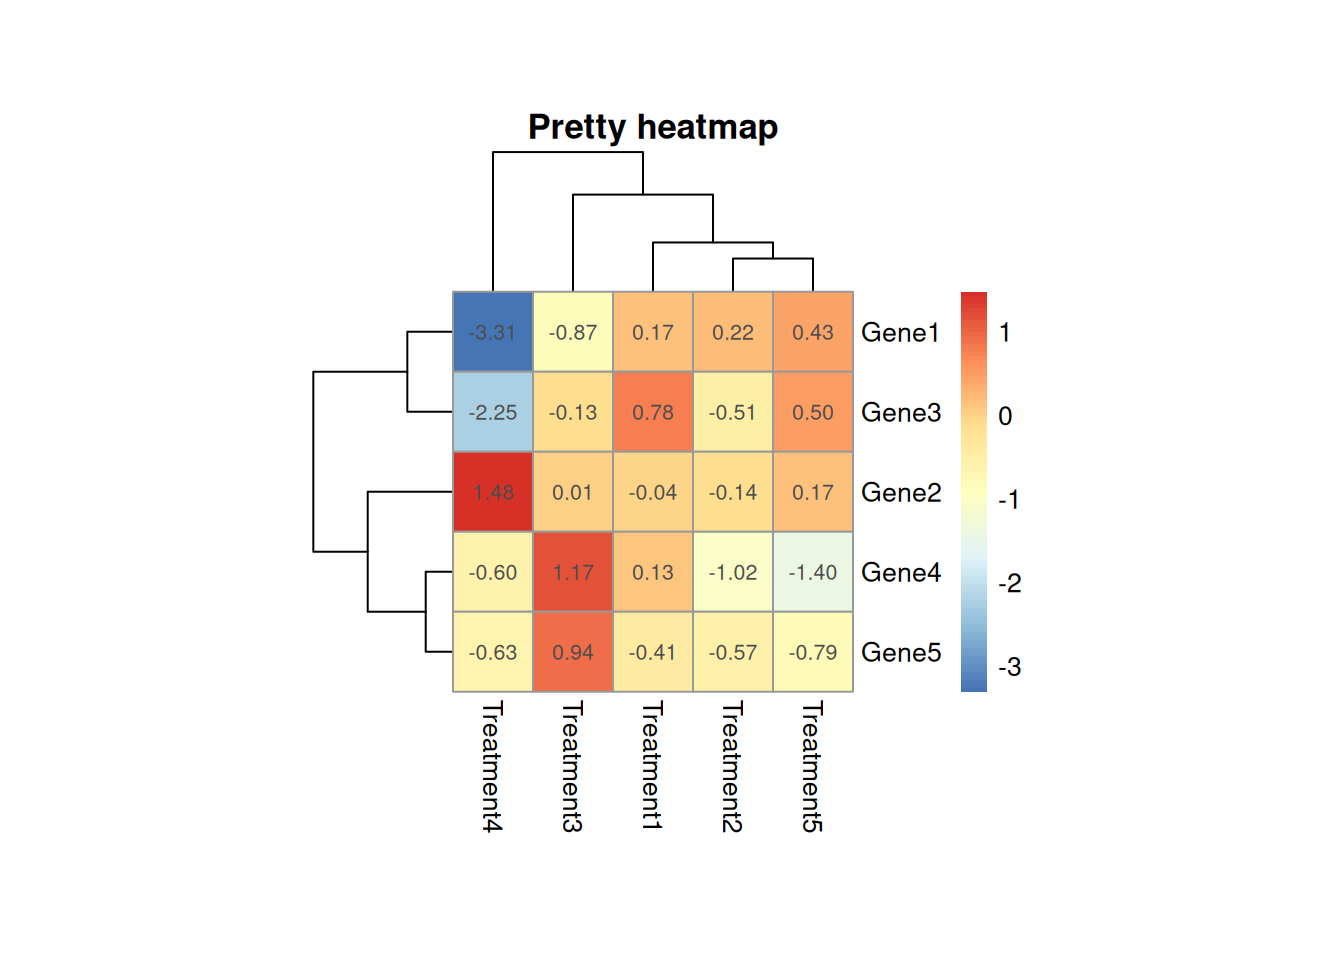 Pretty heatmap
-3.31 -0.87 0.17 0.22 0.43 Gene1
-2.25 -0.13 0.78 -0.51 0.50 Gene3
1.48 0.01 -0.04 -0.14 0.17 Gene2
-0.60 1.17 0.13 -1.02 -1.40 Gene4
-0.63 0.94 -0.41 -0.57 -0.79 Gene5
Treatment4
Treatment3
Treatment1
Treatment2
Treatment5
1
0
-1
-2
-3